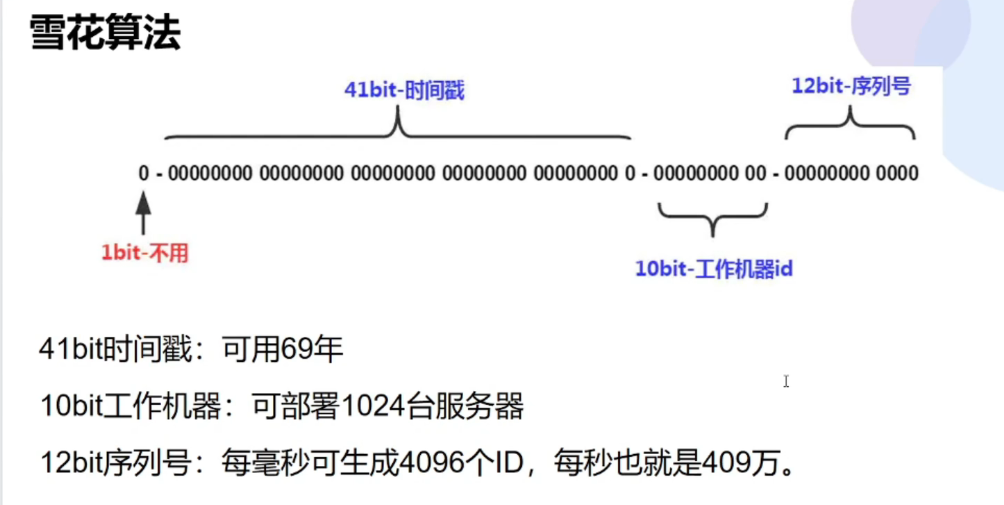 雪花算法
41bit-时间戳
12bit-序列号
0 - 00000000 00000000 00000000 00000000 00000000 0 - 00000000 00 - 00000000 0000
1bit-不用
10bit-工作机器id
41bit时间戳：可用69年
10bit工作机器：可部署1024台服务器
12bit序列号：每毫秒可生成4096个ID，每秒也就是409万。